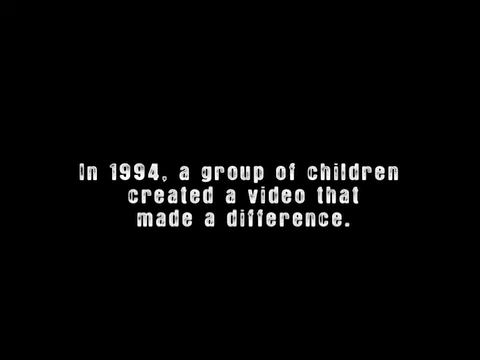 In 1994, a group of children
created a video that
made a difference.